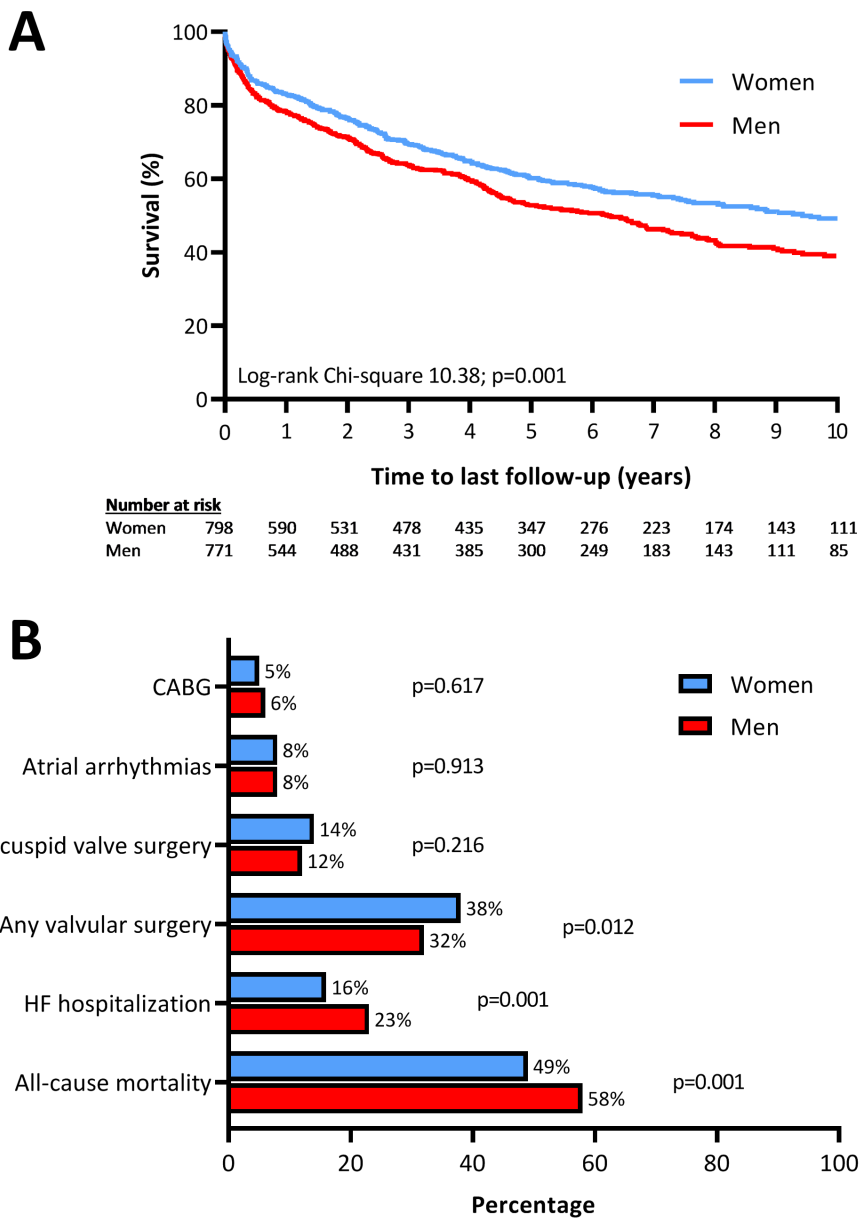 A
100
80
60
40
20
0
Survival (%)
Women
Men
Log-rank Chi-square 10.38; p=0.001
0 1 2 3 4 5 6 7 8 9 10
Time to last follow-up (years)
Number at risk
Women 798 590 531 478 435 347 276 223 174 143 111
Men 771 544 488 431 385 300 249 183 143 111 85
B
Women
Men
CABG 5% 6% p=0.617
Atrial arrhythmias 8% 8% p=0.913
cuspid valve surgery 14% 12% p=0.216
Any valvular surgery 38% 32% p=0.012
HF hospitalization 16% 23% p=0.001
All-cause mortality 49% 58% p=0.001
0 20 40 60 80 100
Percentage